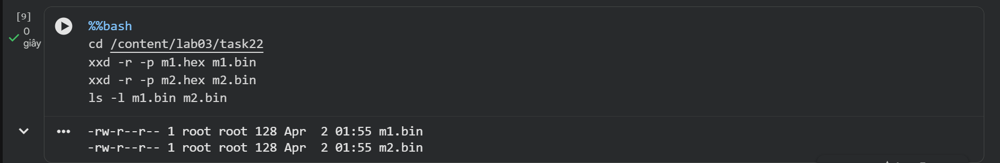 [9]
0
giây
%%bash
cd /content/lab03/task22
xxd -r -p m1.hex m1.bin
xxd -r -p m2.hex m2.bin
ls -l m1.bin m2.bin
-rw-r--r-- 1 root root 128 Apr  2 01:55 m1.bin
-rw-r--r-- 1 root root 128 Apr  2 01:55 m2.bin